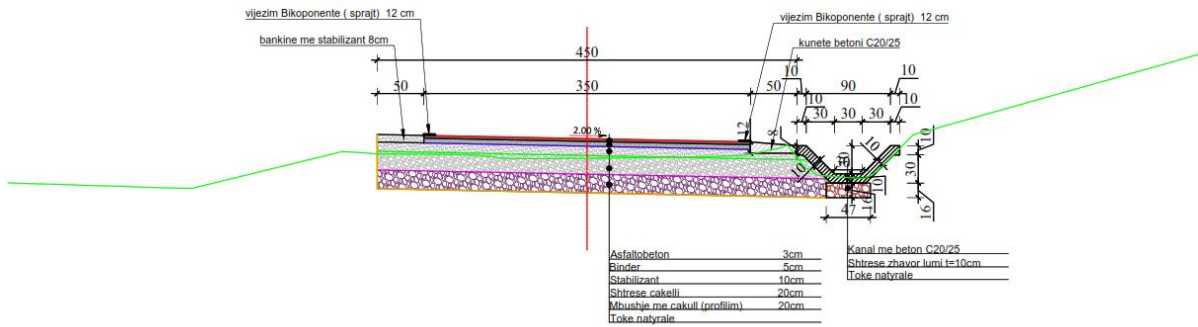 vijezim Bikoponente ( sprajt) 12 cm
vijezim Bikoponente ( sprajt) 12 cm
bankine me stabilizant 8cm
kunete betoni C20/25
450
10
10
50
350
50
90
10
30
30
30
10
2.00 %
12
8
10
10
30
10
10
30
10
16
16
47
Asfaltobeton 3cm
Binder 5cm
Stabilizant 10cm
Shtrese cakelli 20cm
Mbushje me cakull (profilim) 20cm
Toke natyrale
Kanal me beton C20/25
Shtrese zhavor lumi t=10cm
Toke natyrale